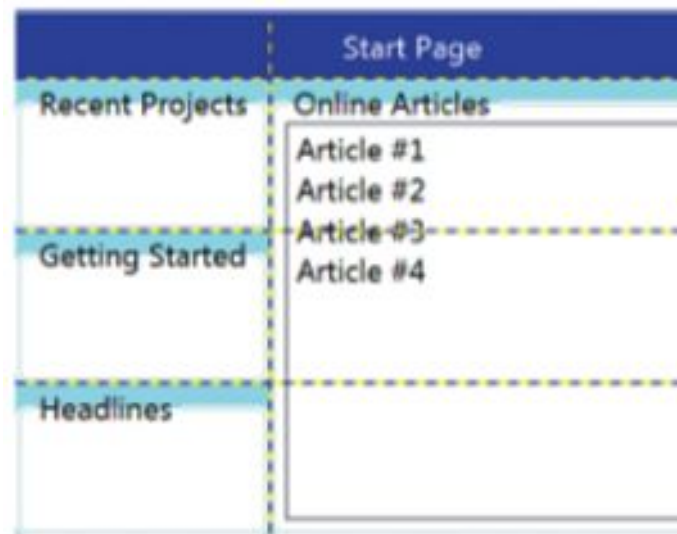 Start Page
Recent Projects
Online Articles
Article #1
Article #2
Article #3
Article #4
Getting Started
Headlines